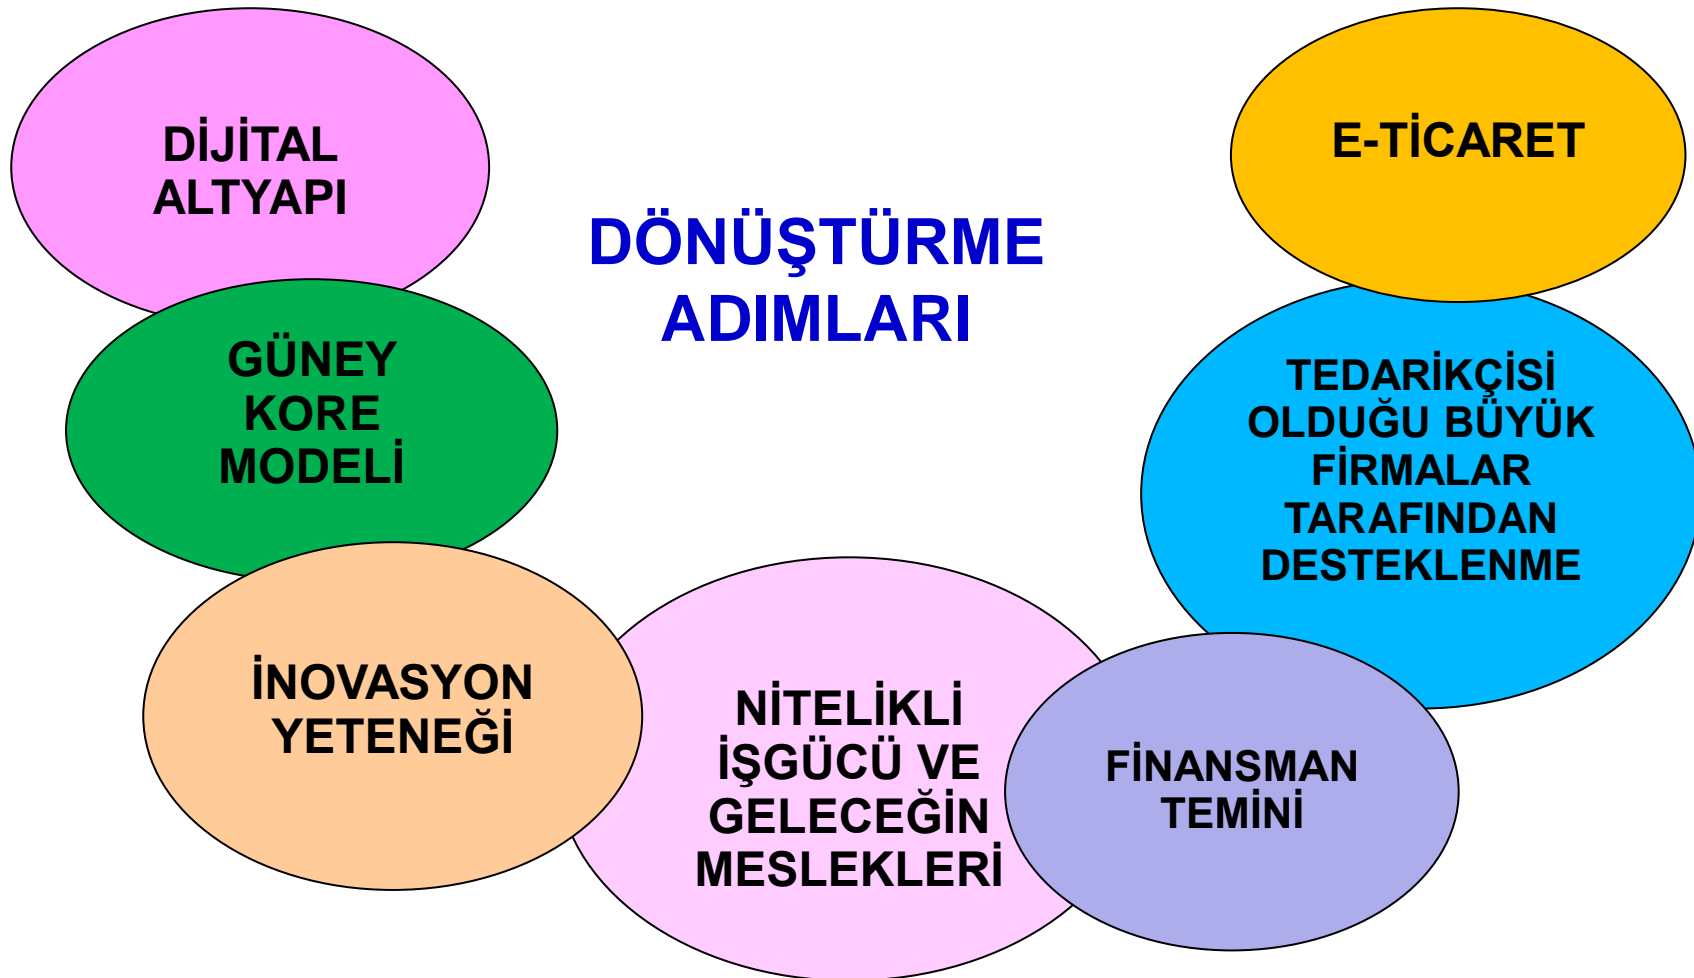 DİJİTAL
ALTYAPI
GÜNEY
KORE
MODELİ
İNOVASYON
YETENEĞİ
DÖNÜŞTÜRME
ADIMLARI
NİTELİKLİ
İŞGÜCÜ VE
GELECEĞİN
MESLEKLERİ
FİNANSMAN
TEMİNİ
TEDARİKÇİSİ
OLDUĞU BÜYÜK
FİRMALAR
TARAFINDAN
DESTEKLENME
E-TİCARET